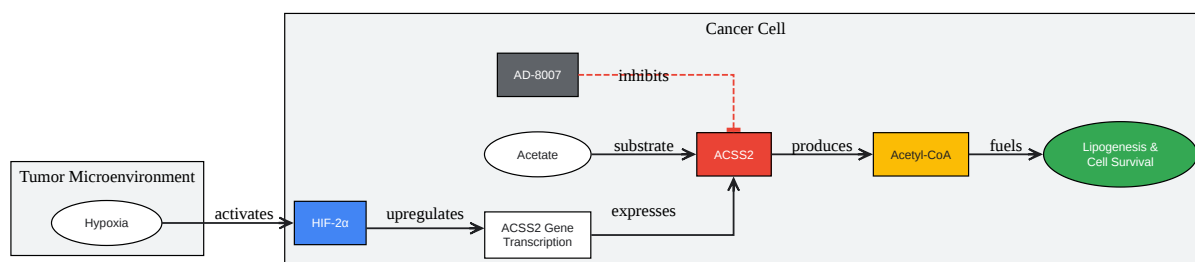 Cancer Cell
AD-8007
inhibits
Acetate
substrate
ACSS2
produces
Acetyl-CoA
fuels
Lipogenesis &
Cell Survival
Tumor Microenvironment
Hypoxia
activates
HIF-2α
upregulates
ACSS2 Gene
Transcription
expresses